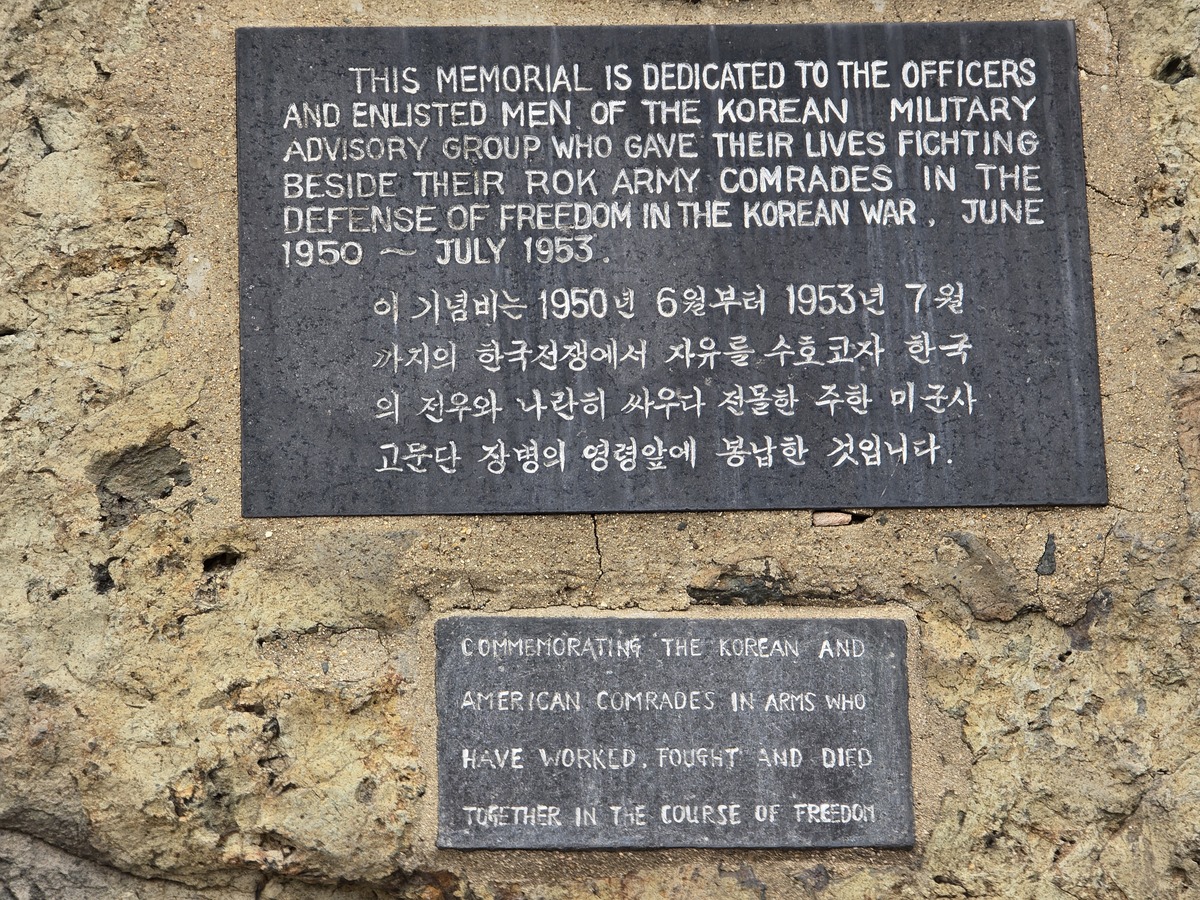 THIS MEMORIAL IS DEDICATED TO THE OFFICERS
AND ENLISTED MEN OF THE KOREAN MILITARY
ADVISORY GROUP WHO GAVE THEIR LIVES FICHTING
BESIDE THEIR ROK ARMY COMRADES IN THE
DEFENSE OF FREEDOM IN THE KOREAN WAR, JUNE
1950 ~ JULY 1953.
이 기념비는 1950년 6월부터 1953년 7월
까지의 한국전쟁에서 자유를 수호코자 한국
의 전우와 나란히 싸우다 전몰한 주한 미군사
고문단 장병의 영령앞에 봉납한 것입니다.
COMMEMORATING THE KOREAN AND
AMERICAN COMRADES IN ARMS WHO
HAVE WORKED, FOUGHT AND DIED
TOGETHER IN THE COURSE OF FREEDOM